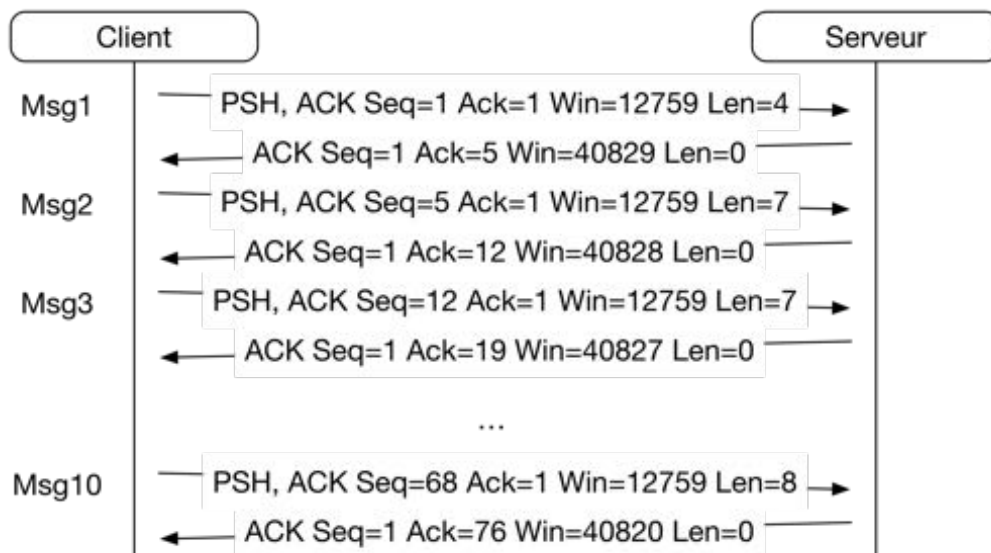 Client
Serveur
Msg1
PSH, ACK Seq=1 Ack=1 Win=12759 Len=4
ACK Seq=1 Ack=5 Win=40829 Len=0
Msg2
PSH, ACK Seq=5 Ack=1 Win=12759 Len=7
ACK Seq=1 Ack=12 Win=40828 Len=0
Msg3
PSH, ACK Seq=12 Ack=1 Win=12759 Len=7
ACK Seq=1 Ack=19 Win=40827 Len=0
...
Msg10
PSH, ACK Seq=68 Ack=1 Win=12759 Len=8
ACK Seq=1 Ack=76 Win=40820 Len=0